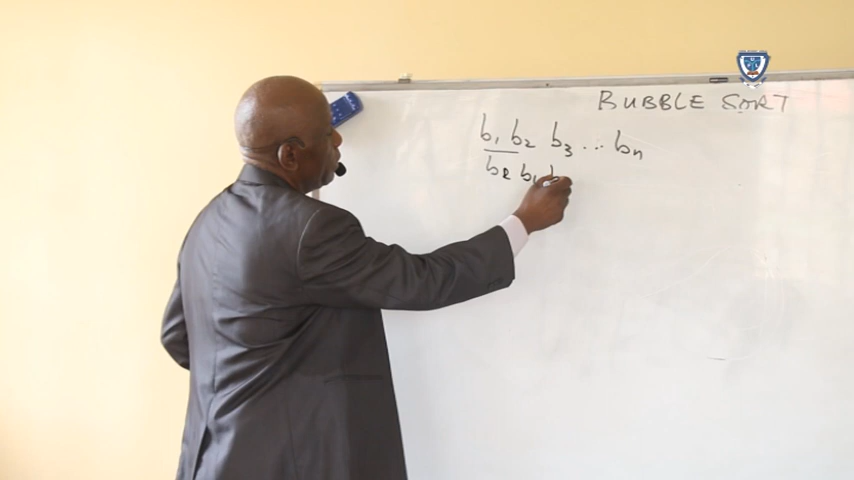 BUBBLE SORT
b₁ b₂ b₃ ... bₙ
b₂ b₁ b